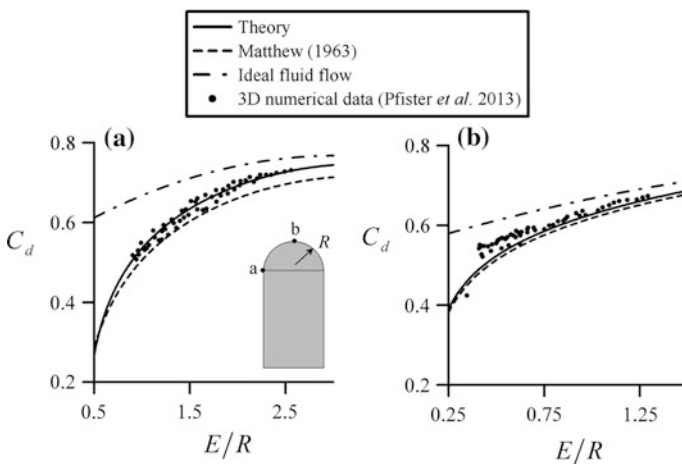 Theory
Matthew (1963)
Ideal fluid flow
3D numerical data (Pfister et al. 2013)
(a)
0.8
0.6
C_d
0.4
0.2
0.5 1.5 2.5
E/R
b
R
a
(b)
0.8
0.6
C_d
0.4
0.2
0.25 0.75 1.25
E/R